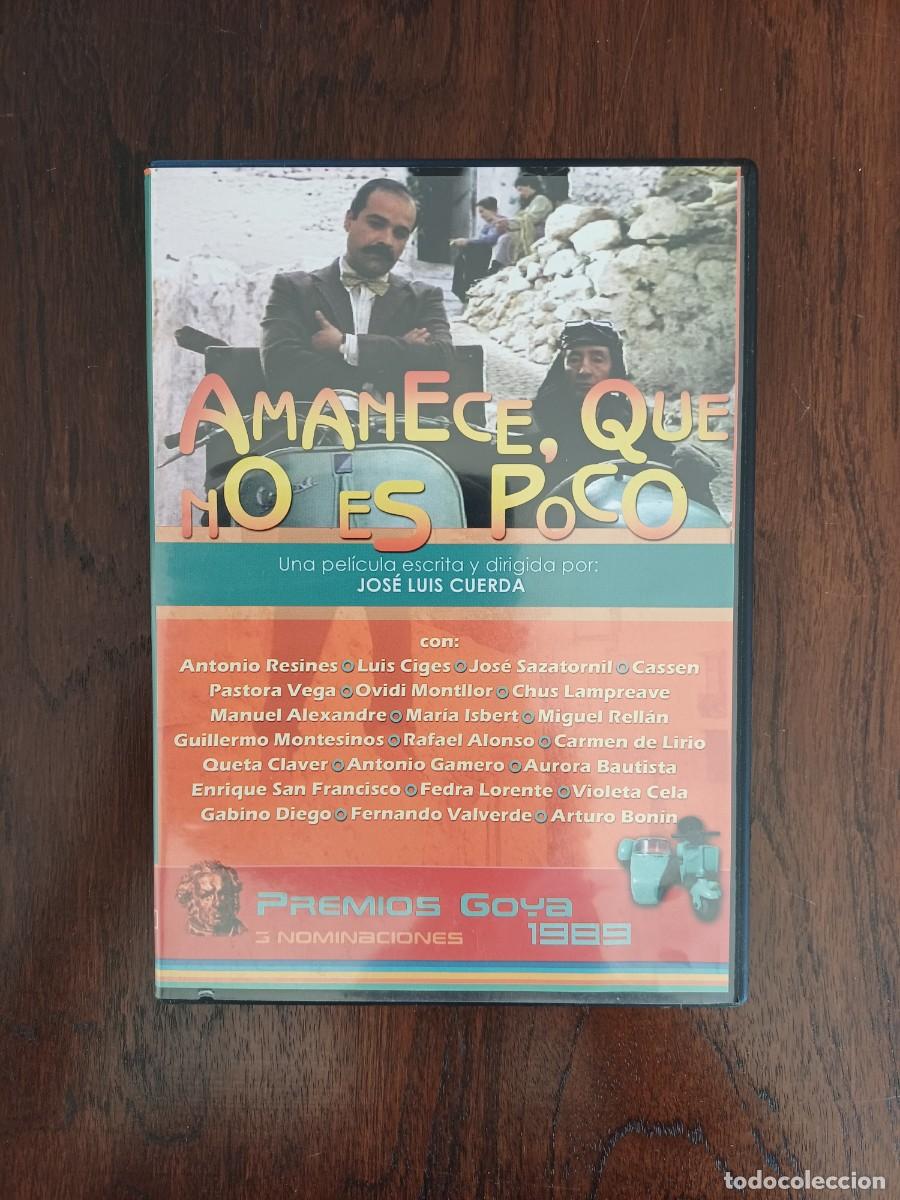 AMANECE, QUE
NO ES POCO
Una película escrita y dirigida por:
JOSÉ LUIS CUERDA
con:
Antonio Resines o Luis Ciges o José Sazatornil o Cassen
Pastora Vega o Ovidi Montllor o Chus Lampreave
Manuel Alexandre o María Isbert o Miguel Rellán
Guillermo Montesinos o Rafael Alonso o Carmen de Lirio
Queta Claver o Antonio Gamero o Aurora Bautista
Enrique San Francisco o Fedra Lorente o Violeta Cela
Gabino Diego o Fernando Valverde o Arturo Bonín
PREMIOS GOYA
3 NOMINACIONES 1989
todocoleccion